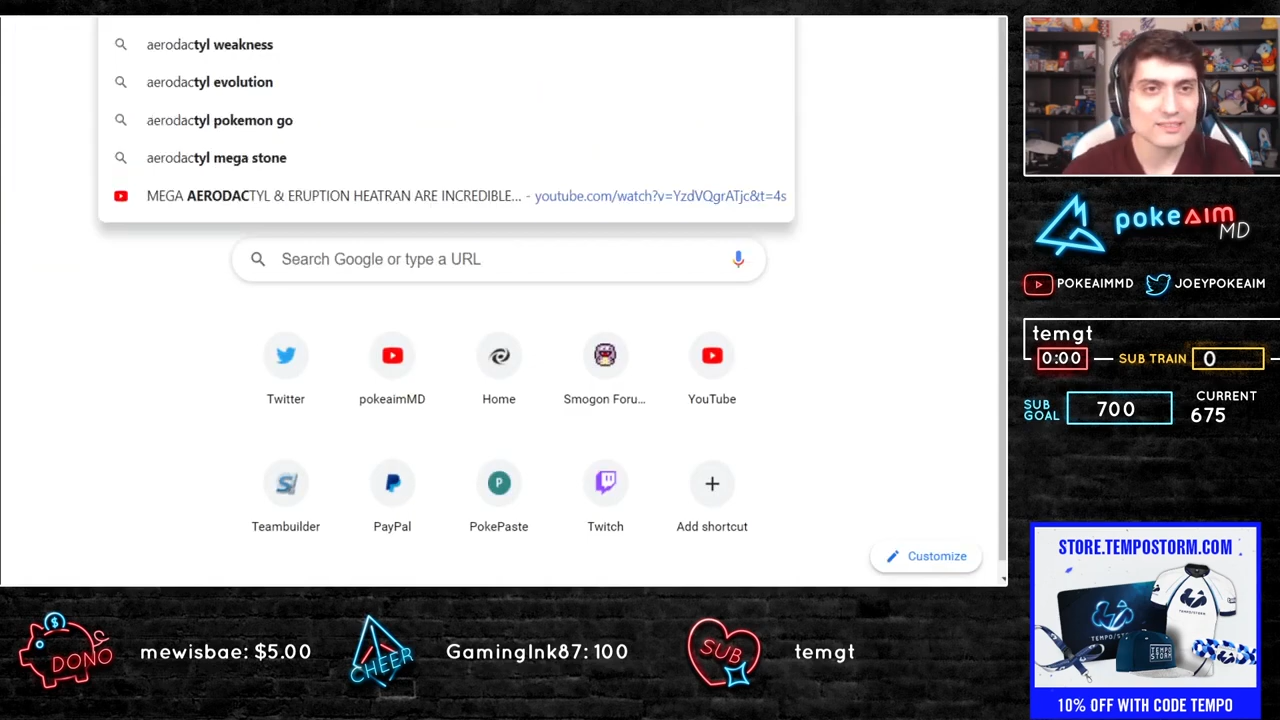 aerodactyl weakness
aerodactyl evolution
aerodactyl pokemon go
aerodactyl mega stone
MEGA AERODACTYL & ERUPTION HEATRAN ARE INCREDIBLE... - youtube.com/watch?v=YzdVQgrATjc&t=4s
Search Google or type a URL
Twitter
pokeaimMD
Home
Smogon Foru...
YouTube
S
P
Teambuilder
PayPal
PokePaste
Twitch
Add shortcut
Customize
pokeAIM
MD
POKEAIMMD
JOEYPOKEAIM
temgt
0:00
SUB TRAIN
0
SUB
GOAL
700
CURRENT
675
STORE.TEMPOSTORM.COM
TEMPO
STORM
10% OFF WITH CODE TEMPO
$
DONO
mewisbae: $5.00
CHEER
GamingInk87: 100
SUB
temgt